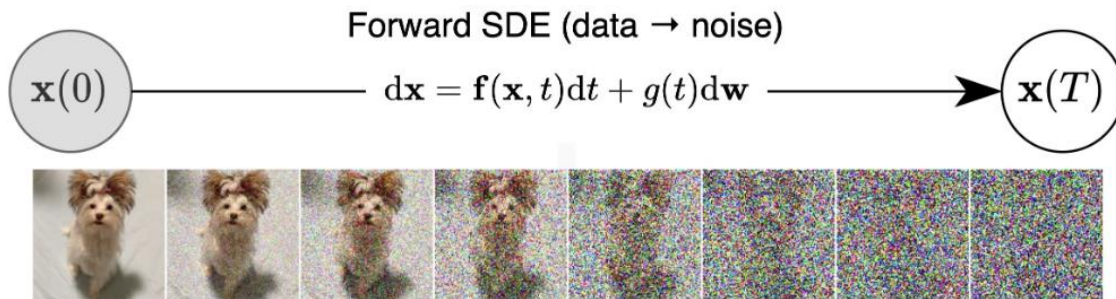 Forward SDE (data → noise)
x(0) dx = f(x, t)dt + g(t)dw x(T)